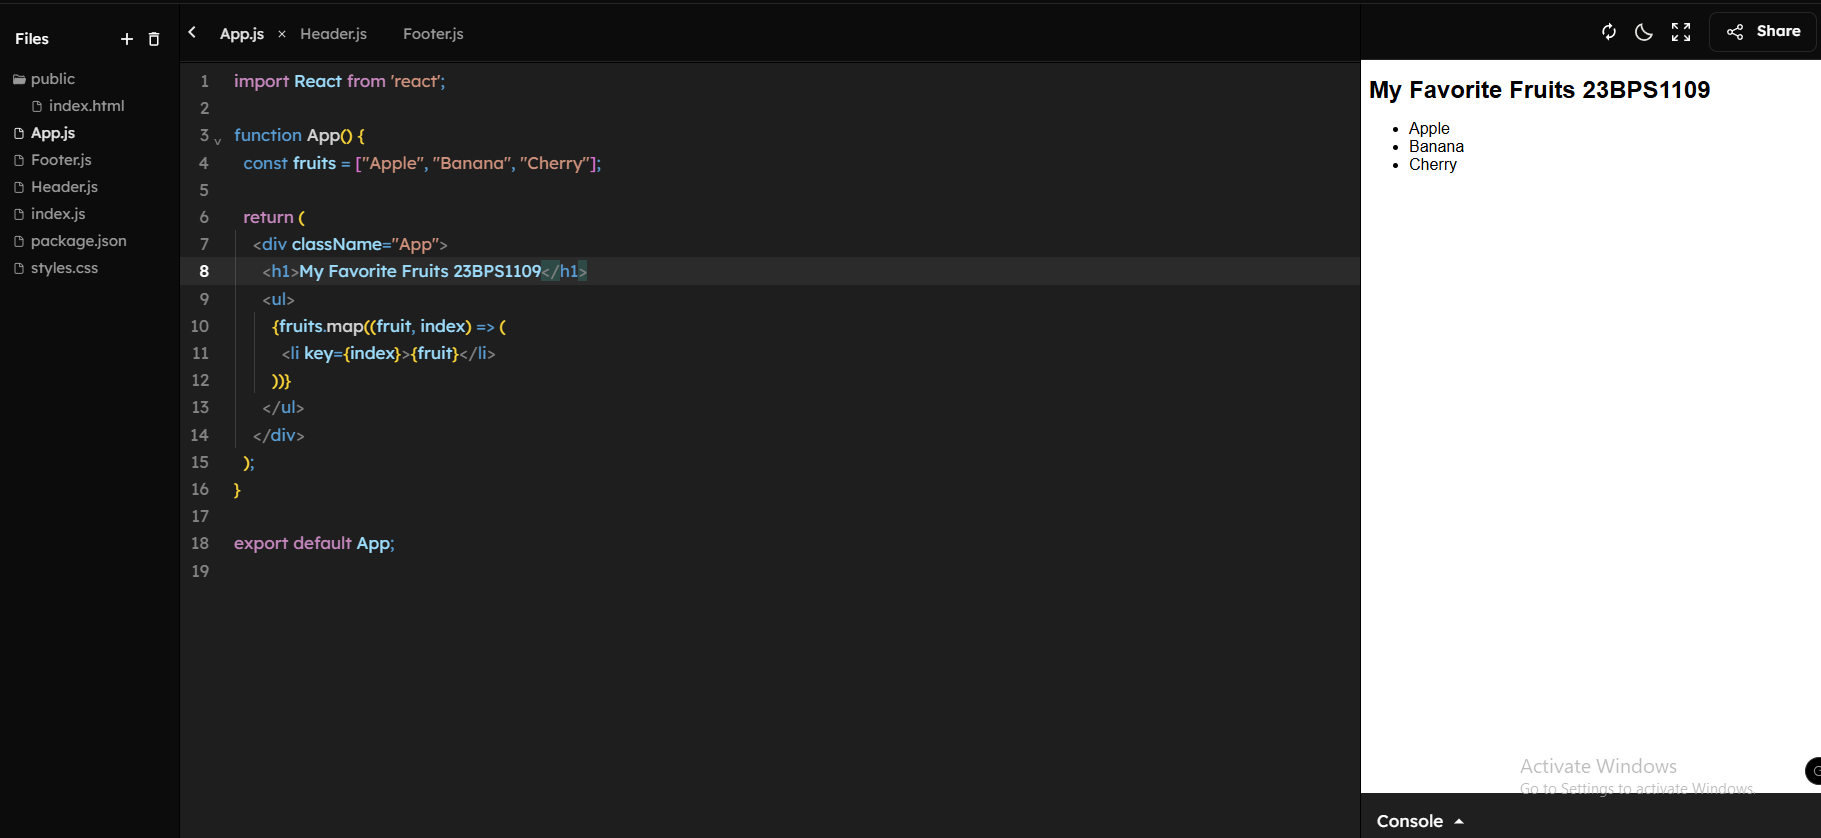 Files
public
index.html
App.js
Footer.js
Header.js
index.js
package.json
styles.css
App.js × Header.js Footer.js
1 import React from 'react';
2
3 function App() {
4 const fruits = ["Apple", "Banana", "Cherry"];
5
6 return (
7 <div className="App">
8 <h1>My Favorite Fruits 23BPS1109</h1>
9 <ul>
10 {fruits.map((fruit, index) => (
11 <li key={index}>{fruit}</li>
12 ))}
13 </ul>
14 </div>
15 );
16 }
17
18 export default App;
19
Share
My Favorite Fruits 23BPS1109
• Apple
• Banana
• Cherry
Activate Windows
Go to Settings to activate Windows.
Console